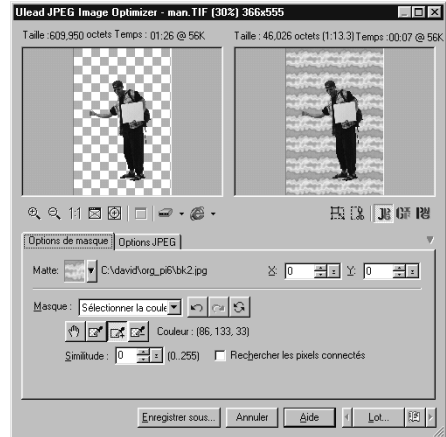 Ulead JPEG Image Optimizer - man.TIF (30%) 366x555
Taille :609,950 octets Temps : 01:26 @ 56K
Taille : 46,026 octets (1:13.3) Temps :00:07 @ 56K
1:1
Options de masque
Options JPEG
Matte:
C:\david\org_pi6\bk2.jpg
X: 0
Y: 0
Masque :
Sélectionner la coule
Couleur : (86, 133, 33)
Similitude : 0 (0..255)
Rechercher les pixels connectés
Enregistrer sous...
Annuler
Aide
Lot...